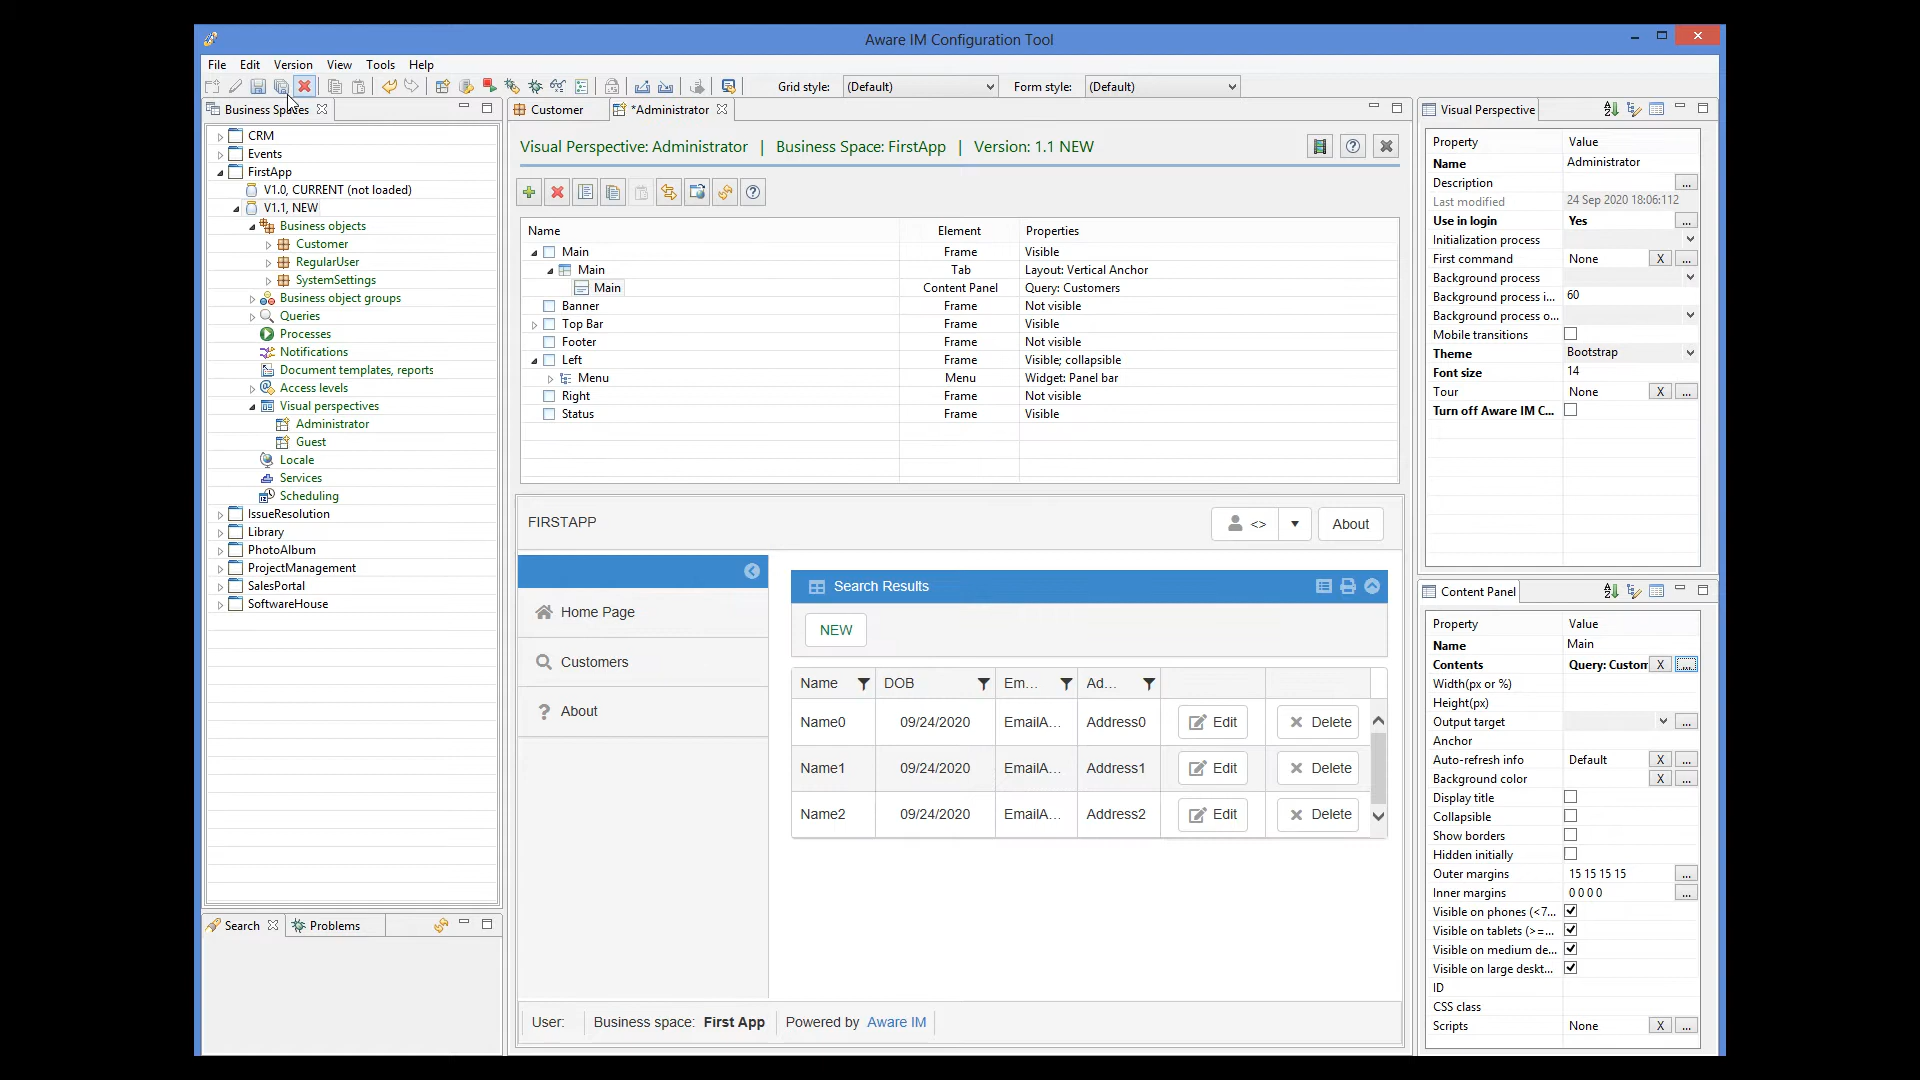 Aware IM Configuration Tool
File Edit Version View Tools Help
Grid style: (Default) Form style: (Default)
Business Spaces
CRM
Events
FirstApp
V1.0, CURRENT (not loaded)
V1.1, NEW
Business objects
Customer
RegularUser
SystemSettings
Business object groups
Queries
Processes
Notifications
Document templates, reports
Access levels
Visual perspectives
Administrator
Guest
Locale
Services
Scheduling
IssueResolution
Library
PhotoAlbum
ProjectManagement
SalesPortal
SoftwareHouse
Search Problems
Customer *Administrator
Visual Perspective: Administrator | Business Space: FirstApp | Version: 1.1 NEW
Name Element Properties
Main Frame Visible
Main Tab Layout: Vertical Anchor
Main Content Panel Query: Customers
Banner Frame Not visible
Top Bar Frame Visible
Footer Frame Not visible
Left Frame Visible; collapsible
Menu Menu Widget: Panel bar
Right Frame Not visible
Status Frame Visible
FIRSTAPP <> About
Home Page
Customers
About
Search Results
NEW
Name DOB Em... Ad...
Name0 09/24/2020 EmailA... Address0 Edit Delete
Name1 09/24/2020 EmailA... Address1 Edit Delete
Name2 09/24/2020 EmailA... Address2 Edit Delete
User: Business space: First App Powered by Aware IM
Visual Perspective
Property Value
Name Administrator
Description ...
Last modified 24 Sep 2020 18:06:112
Use in login Yes ...
Initialization process
First command None X ...
Background process
Background process i... 60
Background process o...
Mobile transitions
Theme Bootstrap
Font size 14
Tour None X ...
Turn off Aware IM C...
Content Panel
Property Value
Name Main
Contents Query: Custom X ...
Width(px or %)
Height(px)
Output target ...
Anchor
Auto-refresh info Default X ...
Background color X ...
Display title
Collapsible
Show borders
Hidden initially
Outer margins 15 15 15 15 ...
Inner margins 0 0 0 0 ...
Visible on phones (<7...
Visible on tablets (>=...
Visible on medium de...
Visible on large deskt...
ID
CSS class
Scripts None X ...